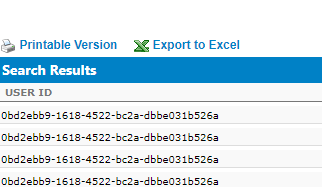 Printable Version Export to Excel
Search Results
USER ID
0bd2ebb9-1618-4522-bc2a-dbbe031b526a
0bd2ebb9-1618-4522-bc2a-dbbe031b526a
0bd2ebb9-1618-4522-bc2a-dbbe031b526a
0bd2ebb9-1618-4522-bc2a-dbbe031b526a